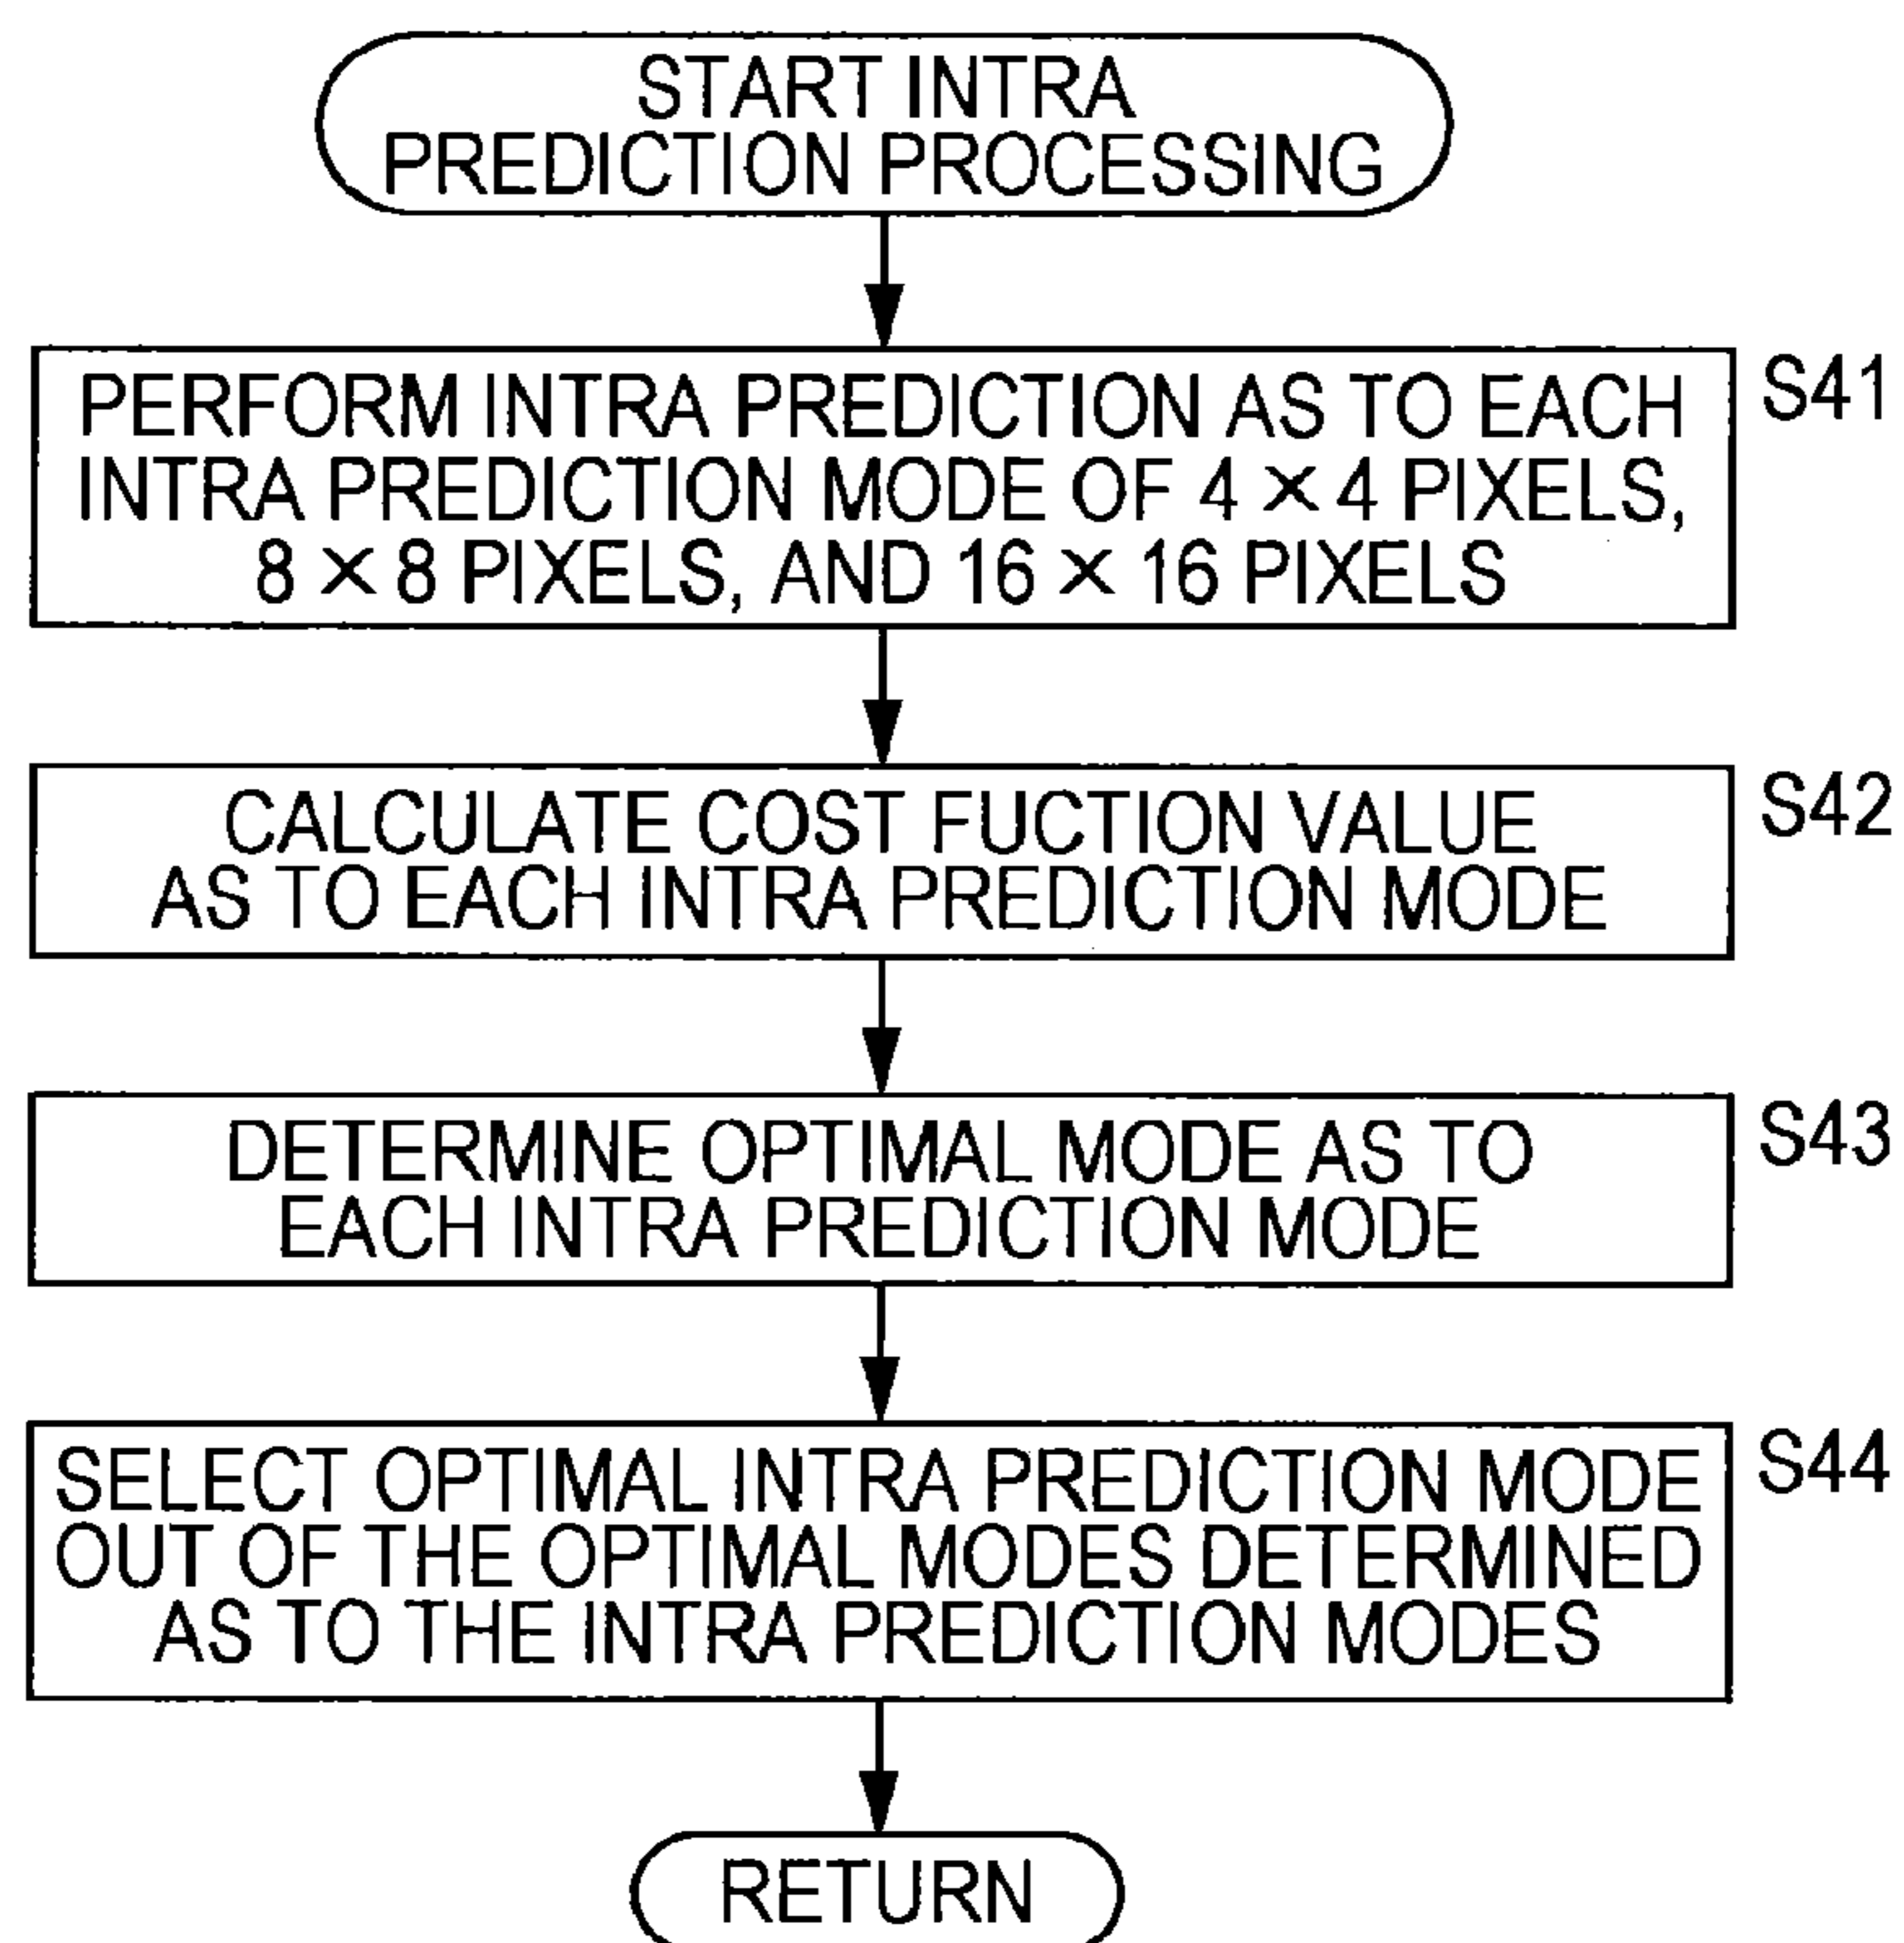 START INTRA
PREDICTION PROCESSING
PERFORM INTRA PREDICTION AS TO EACH
INTRA PREDICTION MODE OF 4 × 4 PIXELS,
8 × 8 PIXELS, AND 16 × 16 PIXELS
S41
CALCULATE COST FUCTION VALUE
AS TO EACH INTRA PREDICTION MODE
S42
DETERMINE OPTIMAL MODE AS TO
EACH INTRA PREDICTION MODE
S43
SELECT OPTIMAL INTRA PREDICTION MODE
OUT OF THE OPTIMAL MODES DETERMINED
AS TO THE INTRA PREDICTION MODES
S44
RETURN